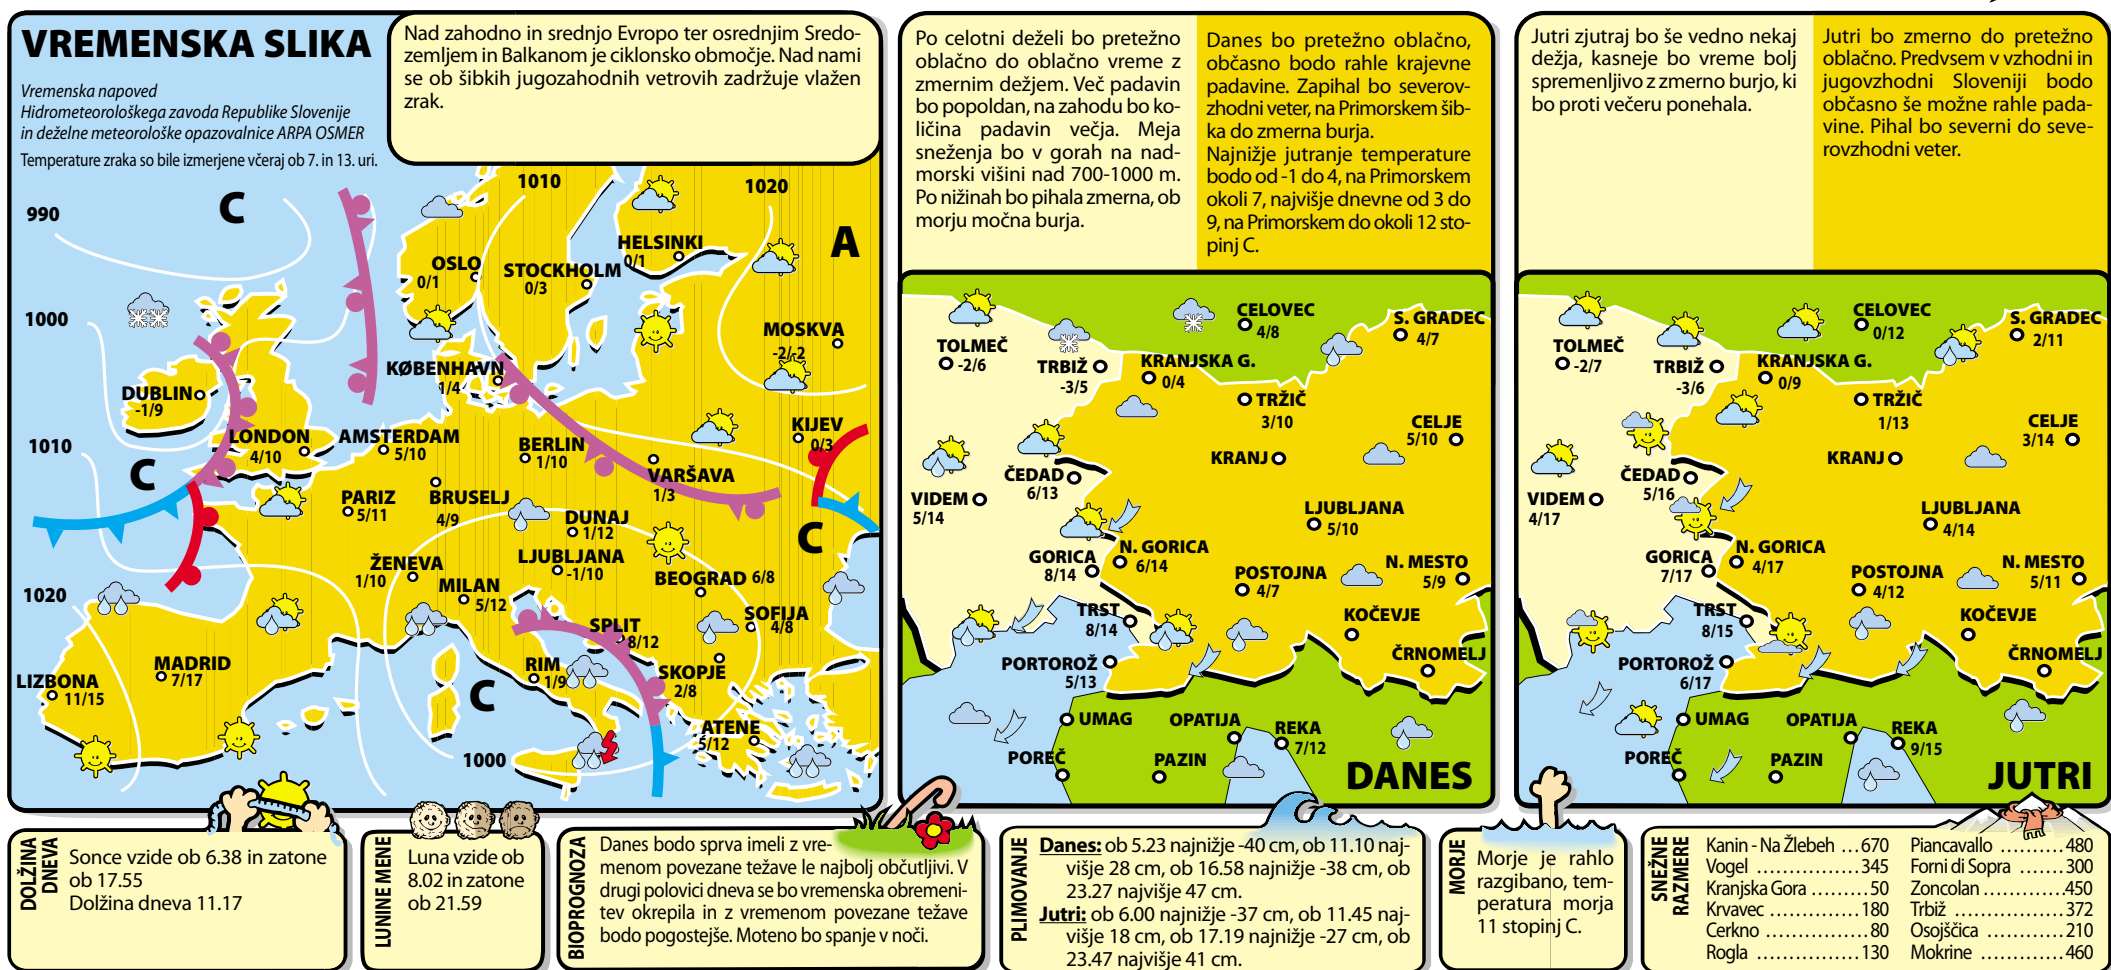 VREMENSKA SLIKA
Vremenska napoved
Hidrometeorološkega zavoda Republike Slovenije
in deželne meteorološke opazovalnice ARPA OSMER
Temperature zraka so bile izmerjene včeraj ob 7. in 13. uri.
Nad zahodno in srednjo Evropo ter osrednjim Sredo-
zemljem in Balkanom je ciklonsko območje. Nad nami
se ob šibkih jugozahodnih vetrovih zadržuje vlažen
zrak.
990
C
1010
1020
A
HELSINKI
0/1
OSLO
0/1
STOCKHOLM
0/3
1000
MOSKVA
-2/-2
KØBENHAVN
1/4
DUBLIN
-1/9
KIJEV
0/3
1010
LONDON
4/10
AMSTERDAM
5/10
BERLIN
1/10
VARŠAVA
1/3
C
PARIZ
5/11
BRUSELJ
4/9
DUNAJ
1/12
C
ŽENEVA
1/10
LJUBLJANA
-1/10
BEOGRAD 6/8
1020
MILAN
5/12
SOFIJA
4/8
SPLIT
8/12
MADRID
7/17
RIM
1/9
SKOPJE
2/8
LIZBONA
11/15
C
ATENE
5/12
1000
Po celotni deželi bo pretežno
oblačno do oblačno vreme z
zmernim dežjem. Več padavin
bo popoldan, na zahodu bo ko-
ličina padavin večja. Meja
sneženja bo v gorah na nad-
morski višini nad 700-1000 m.
Po nižinah bo pihala zmerna, ob
morju močna burja.
Danes bo pretežno oblačno,
občasno bodo rahle krajevne
padavine. Zapihal bo severov-
zhodni veter, na Primorskem šib-
ka do zmerna burja.
Najnižje jutranje temperature
bodo od -1 do 4, na Primorskem
okoli 7, najvišje dnevne od 3 do
9, na Primorskem do okoli 12 sto-
pinj C.
CELOVEC
4/8
S. GRADEC
4/7
TOLMEČ
-2/6
TRBIŽ
-3/5
KRANJSKA G.
0/4
TRŽIČ
3/10
CELJE
5/10
KRANJ
ČEDAD
6/13
VIDEM
5/14
LJUBLJANA
5/10
GORICA
8/14
N. GORICA
6/14
POSTOJNA
4/7
N. MESTO
5/9
TRST
8/14
KOČEVJE
PORTOROŽ
5/13
ČRNOMELJ
UMAG
OPATIJA
REKA
7/12
POREČ
PAZIN
DANES
Jutri zjutraj bo še vedno nekaj
dežja, kasneje bo vreme bolj
spremenljivo z zmerno burjo, ki
bo proti večeru ponehala.
Jutri bo zmerno do pretežno
oblačno. Predvsem v vzhodni in
jugovzhodni Sloveniji bodo
občasno še možne rahle pada-
vine. Pihal bo severni do seve-
rovzhodni veter.
CELOVEC
0/12
S. GRADEC
2/11
TOLMEČ
-2/7
TRBIŽ
-3/6
KRANJSKA G.
0/9
TRŽIČ
1/13
CELJE
3/14
KRANJ
ČEDAD
5/16
VIDEM
4/17
LJUBLJANA
4/14
GORICA
7/17
N. GORICA
4/17
POSTOJNA
4/12
N. MESTO
5/11
TRST
8/15
KOČEVJE
PORTOROŽ
6/17
ČRNOMELJ
UMAG
OPATIJA
REKA
9/15
POREČ
PAZIN
JUTRI
DOLŽINA
DNEVA
Sonce vzide ob 6.38 in zatone
ob 17.55
Dolžina dneva 11.17
LUNINE MENE
Luna vzide ob
8.02 in zatone
ob 21.59
BIOPROGNOZA
Danes bodo sprva imeli z vre-
menom povezane težave le najbolj občutljivi. V
drugi polovici dneva se bo vremenska obremeni-
tev okrepila in z vremenom povezane težave
bodo pogostejše. Moteno bo spanje v noči.
PLIMOVANJE
Danes: ob 5.23 najnižje -40 cm, ob 11.10 naj-
višje 28 cm, ob 16.58 najnižje -38 cm, ob
23.27 najvišje 47 cm.
Jutri: ob 6.00 najnižje -37 cm, ob 11.45 naj-
višje 18 cm, ob 17.19 najnižje -27 cm, ob
23.47 najvišje 41 cm.
MORJE
Morje je rahlo
razgibano, tem-
peratura morja
11 stopinj C.
SNEŽNE
RAZMERE
Kanin - Na Žlebeh ...670
Vogel ..................345
Kranjska Gora .........50
Krvavec ...............180
Cerkno .................80
Rogla .................130
Piancavallo ..........480
Forni di Sopra .......300
Zoncolan .............450
Trbiž .................372
Osojščica ............210
Mokrine ..............460